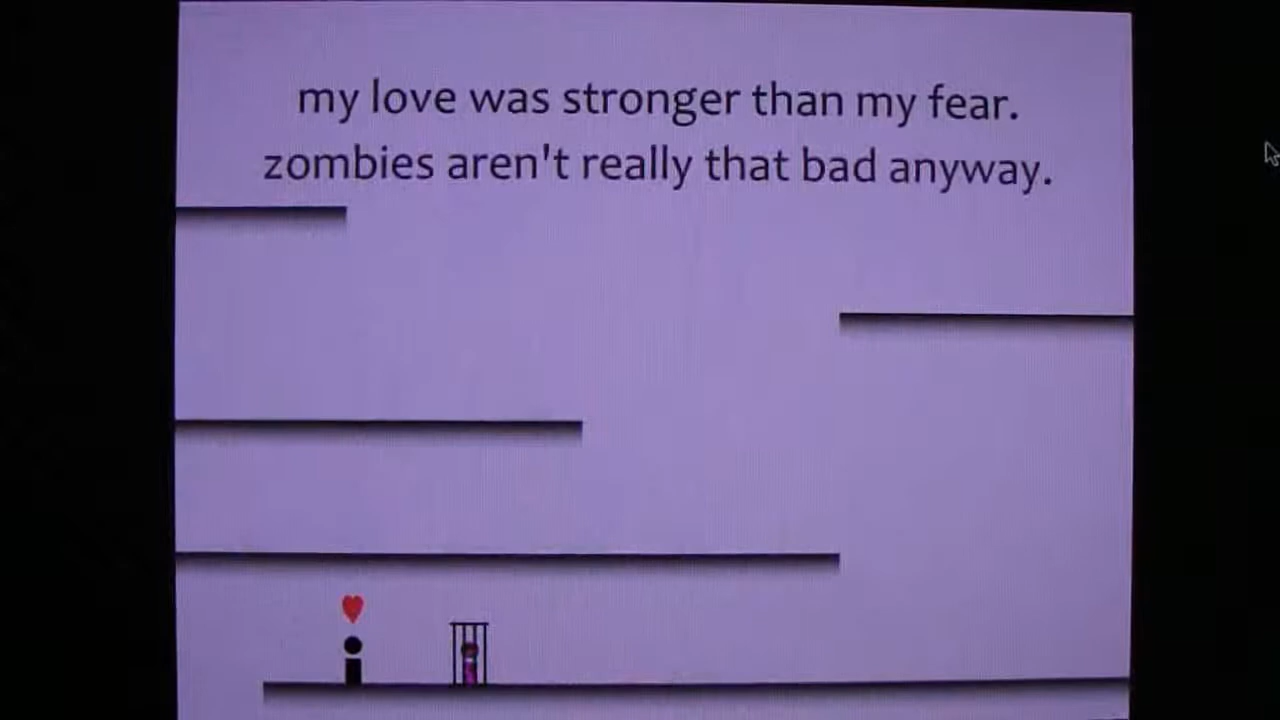 my love was stronger than my fear.
zombies aren't really that bad anyway.